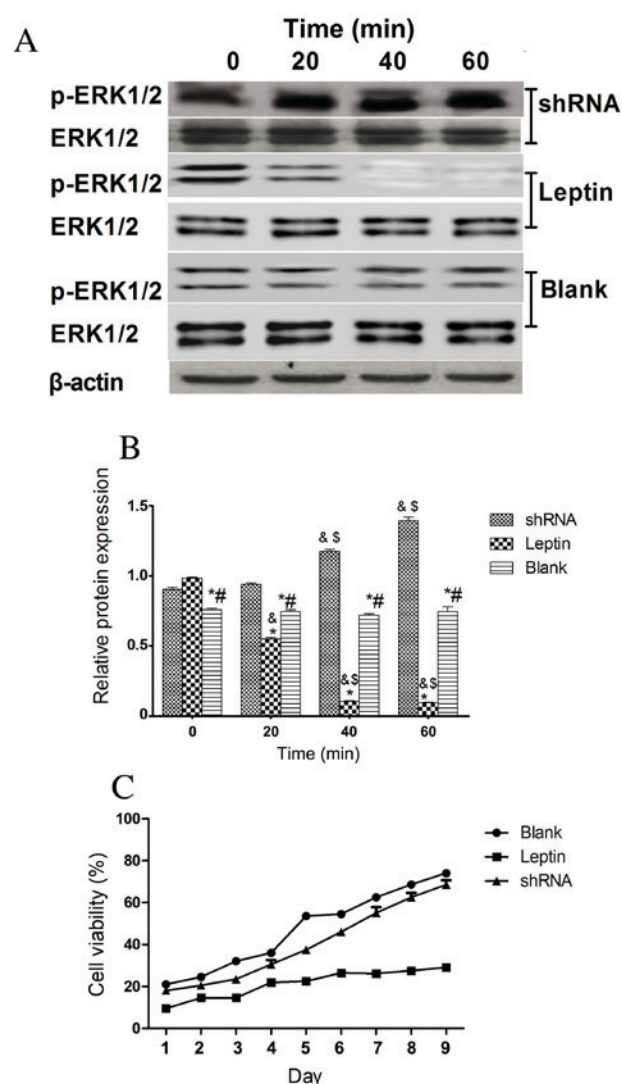 A
Time (min)
0 20 40 60
p-ERK1/2
shRNA
ERK1/2
p-ERK1/2
Leptin
ERK1/2
p-ERK1/2
Blank
ERK1/2
β-actin
B
Relative protein expression
1.5
1.0
0.5
0
*#
&
*
*#
& $
&$
*
*#
& $
&$
*
*#
0 20 40 60
Time (min)
shRNA
Leptin
Blank
C
Cell viability (%)
100
80
60
40
20
0
1 2 3 4 5 6 7 8 9
Day
Blank
Leptin
shRNA